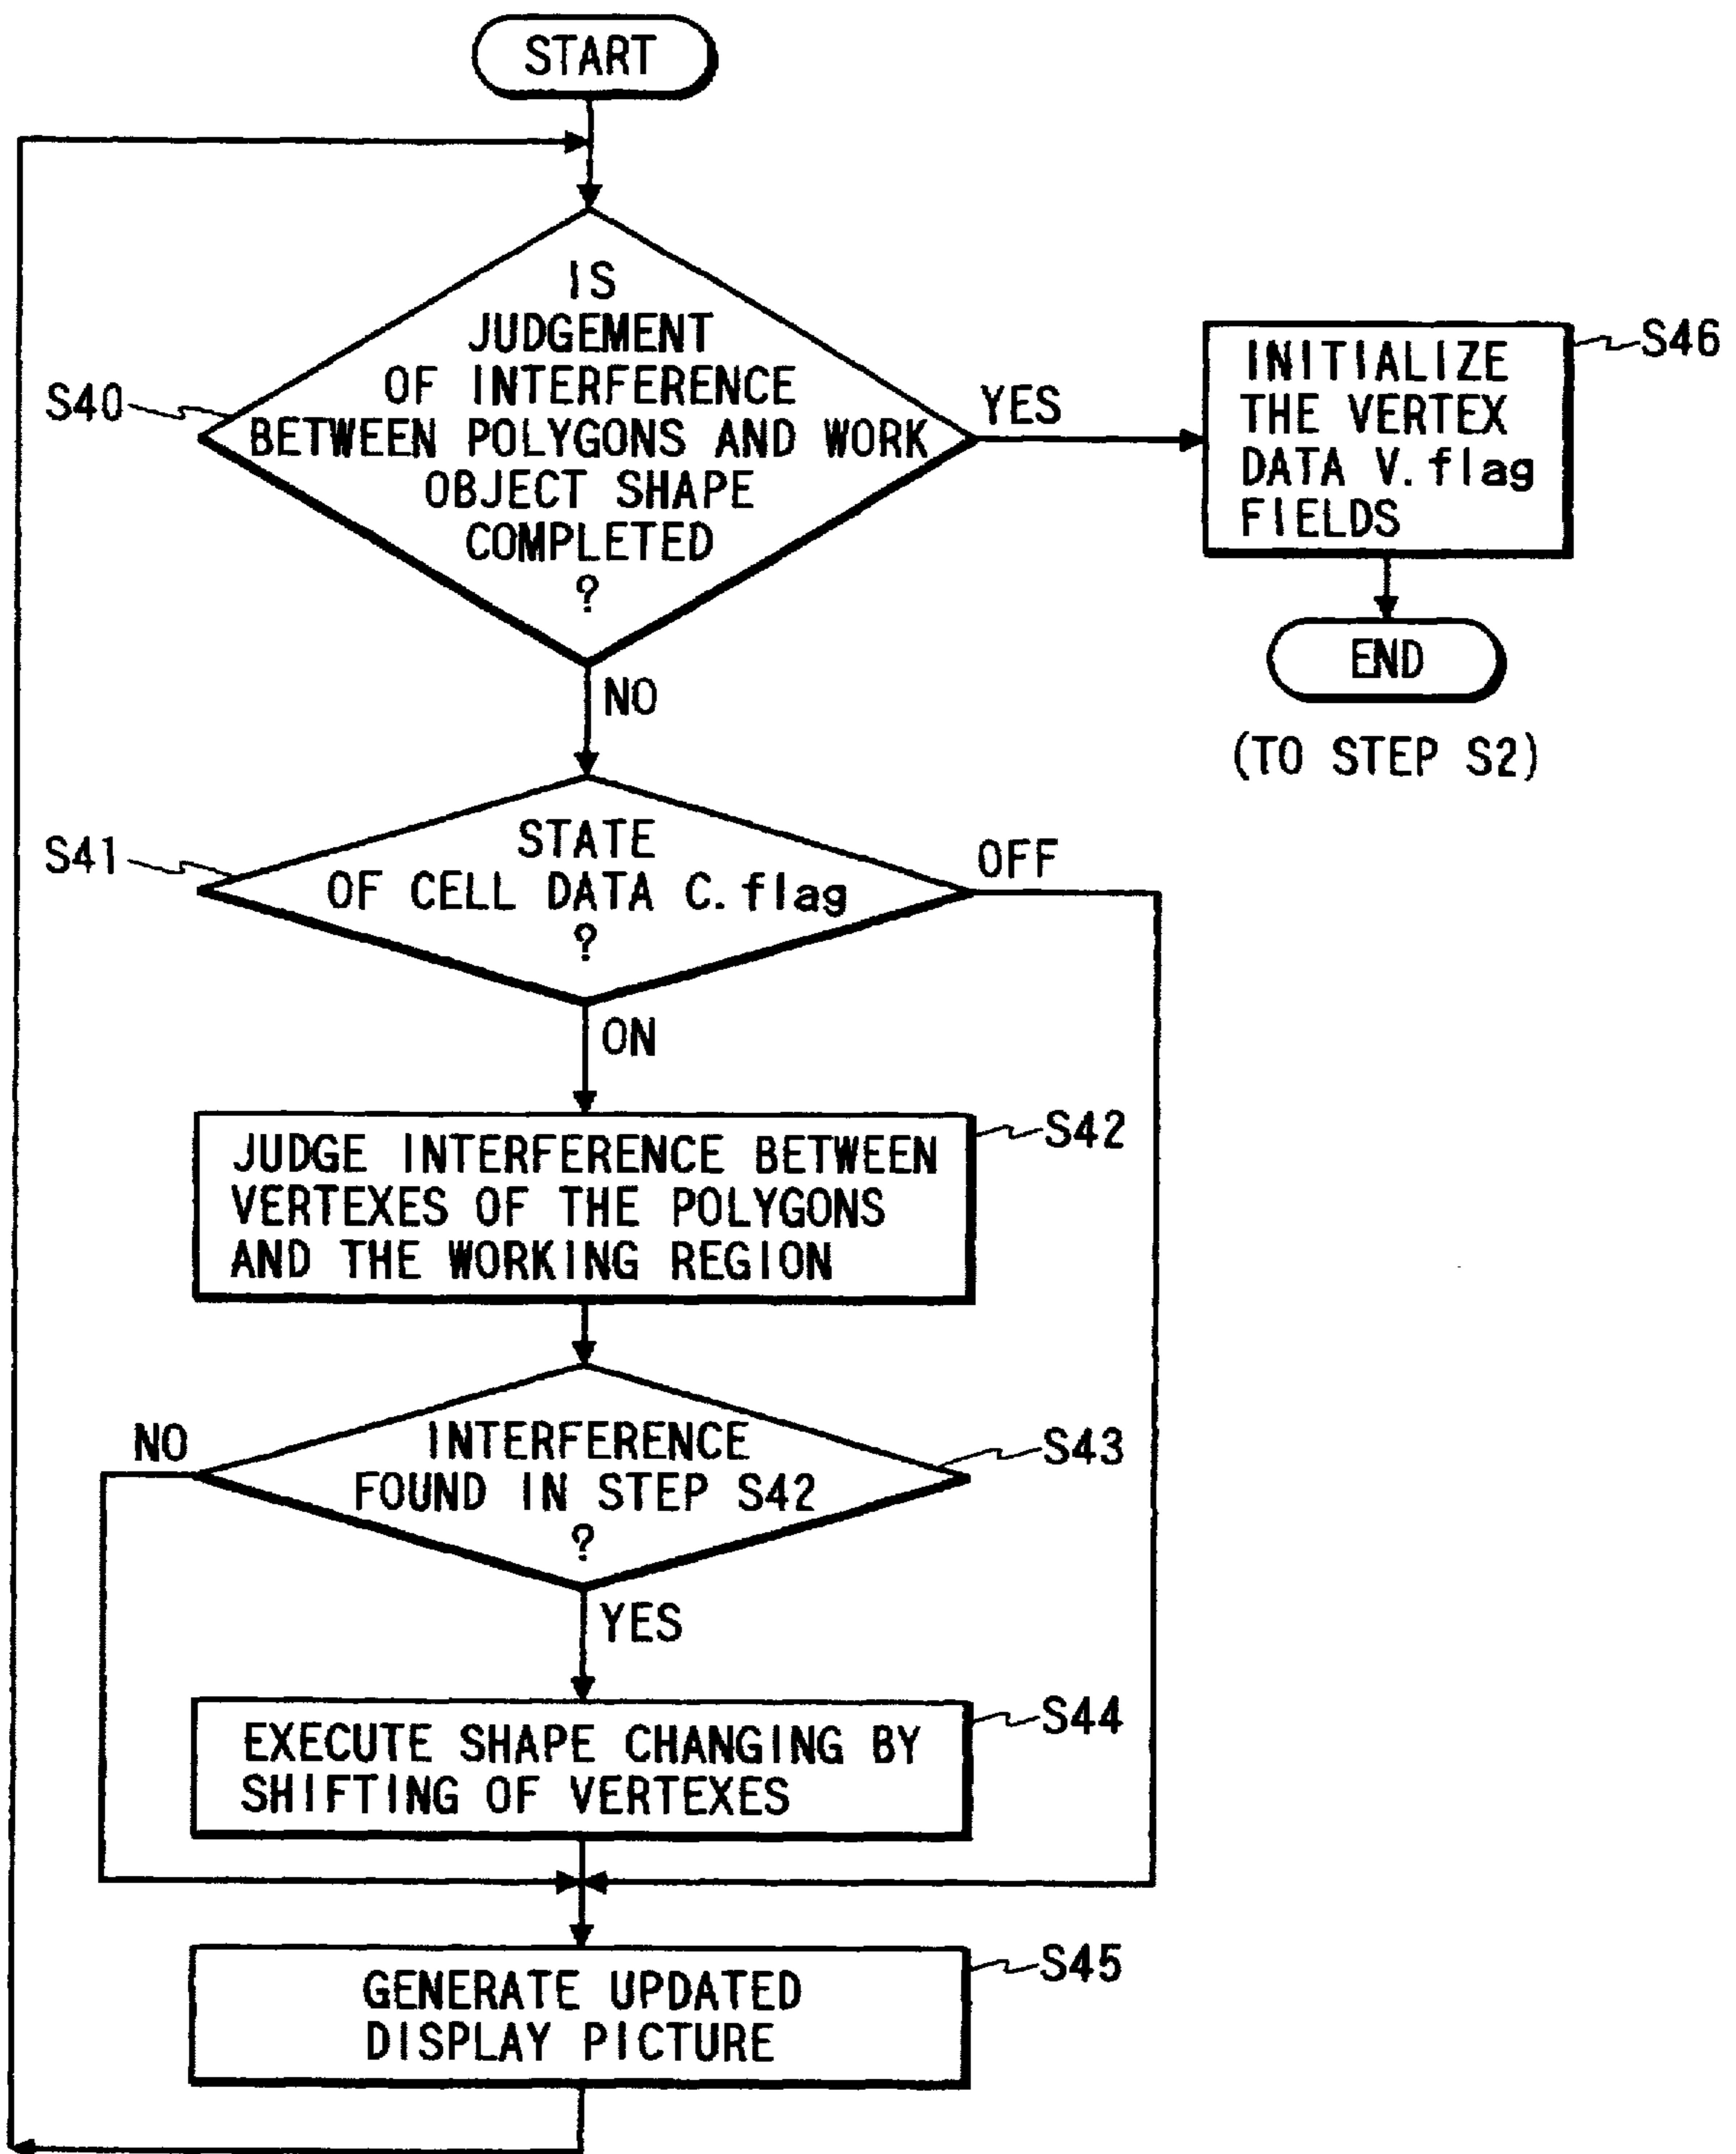 START
IS
JUDGEMENT
OF INTERFERENCE
BETWEEN POLYGONS AND WORK
OBJECT SHAPE
COMPLETED
?
S40
YES
INITIALIZE
THE VERTEX
DATA V.flag
FIELDS
S46
END
(TO STEP S2)
NO
S41
STATE
OF CELL DATA C.flag
?
OFF
ON
JUDGE INTERFERENCE BETWEEN
VERTEXES OF THE POLYGONS
AND THE WORKING REGION
S42
NO
INTERFERENCE
FOUND IN STEP S42
?
S43
YES
EXECUTE SHAPE CHANGING BY
SHIFTING OF VERTEXES
S44
GENERATE UPDATED
DISPLAY PICTURE
S45